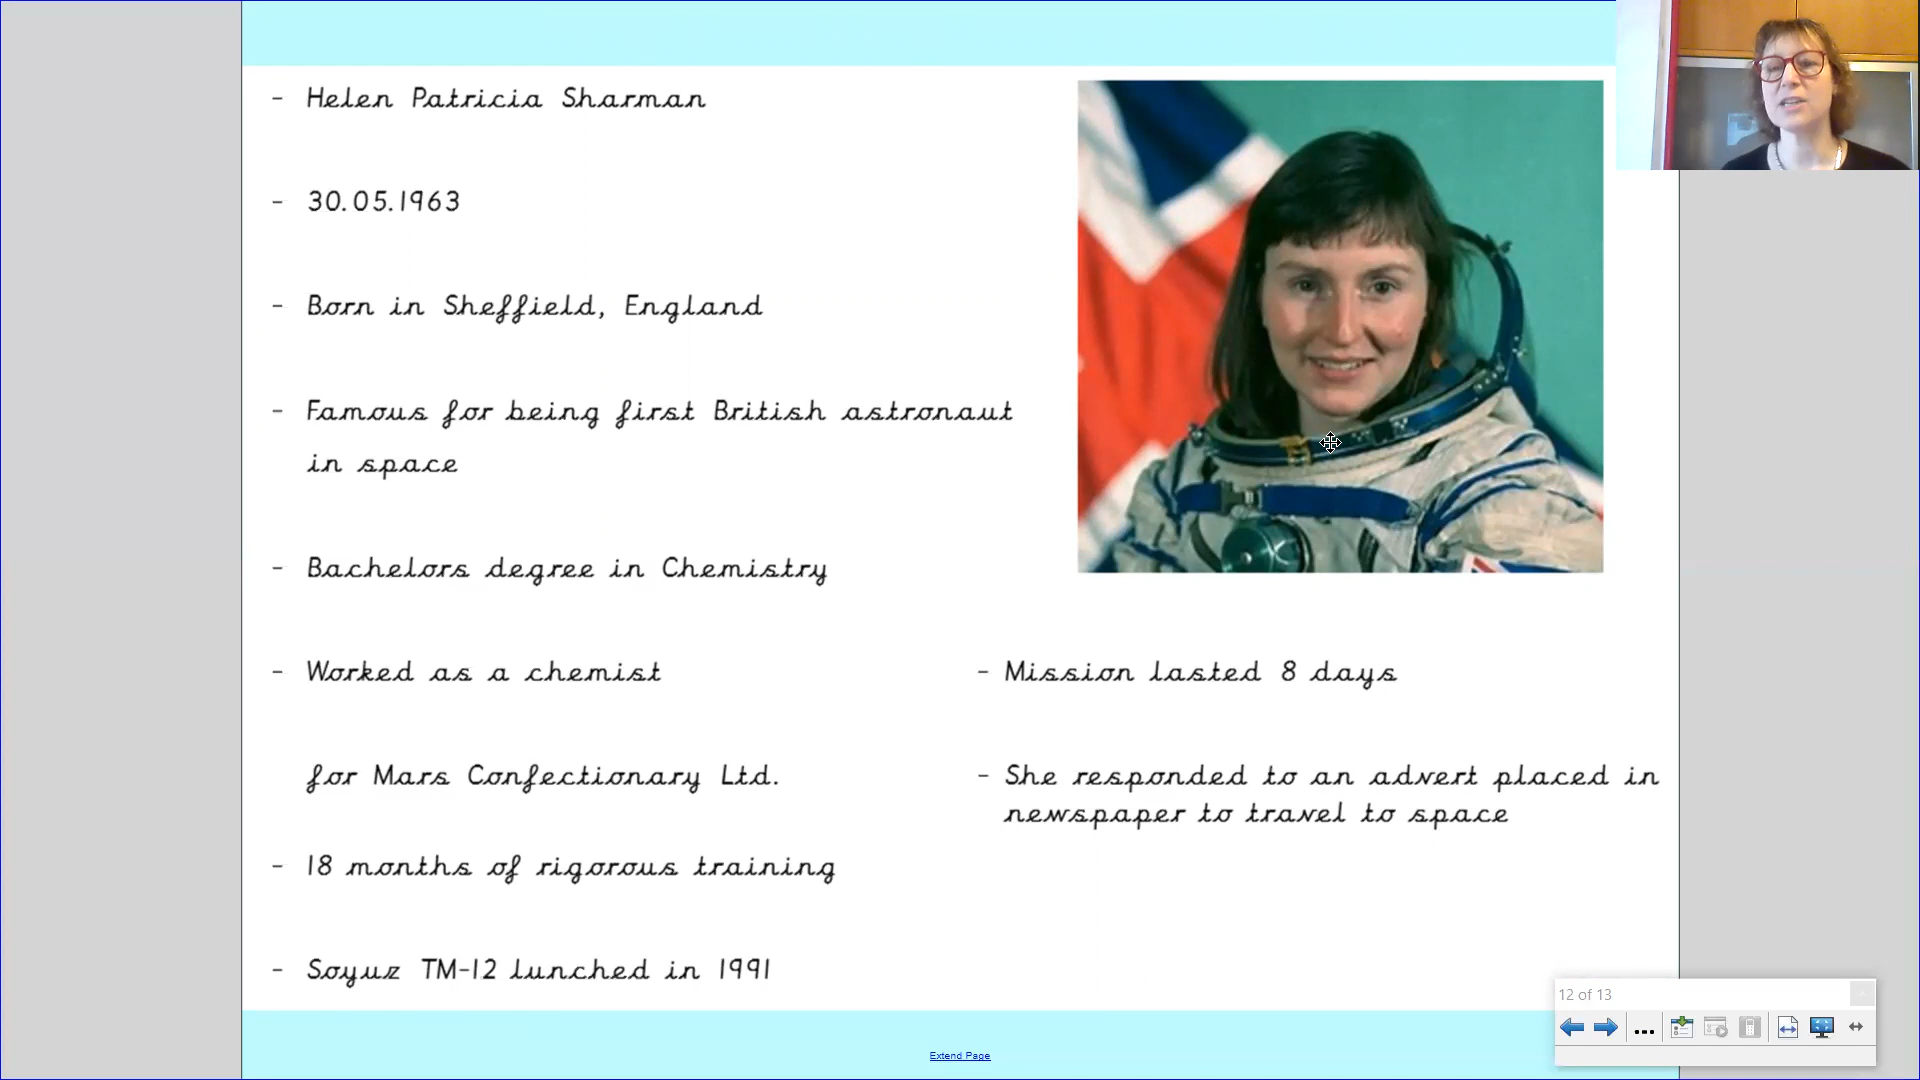 - Helen Patricia Sharman
- 30.05.1963
- Born in Sheffield, England
- Famous for being first British astronaut
in space
- Bachelors degree in Chemistry
- Worked as a chemist
for Mars Confectionary Ltd.
- 18 months of rigorous training
- Soyuz TM-12 lunched in 1991
- Mission lasted 8 days
- She responded to an advert placed in
newspaper to travel to space
12 of 13
Extend Page